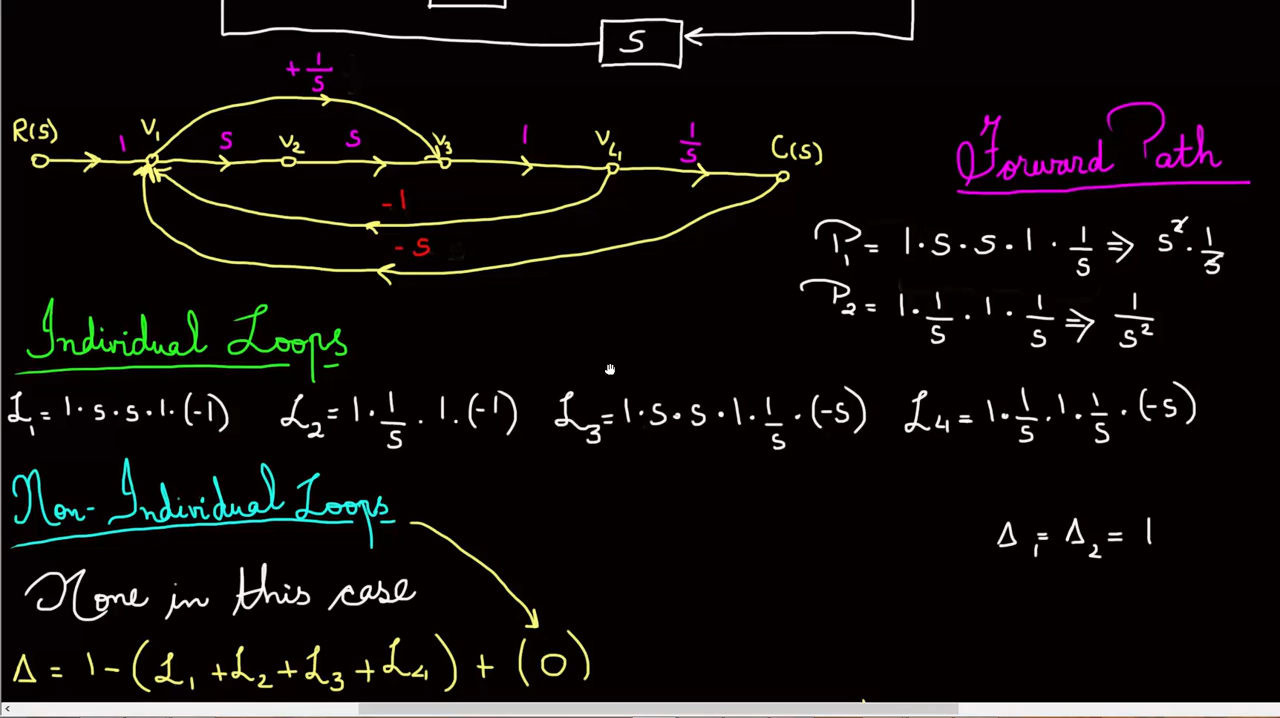 S
+ 1/s
R(s) 1 V1 s V2 s V3 1 V4 1/s C(s)
-1
-s
Forward Path
P1 = 1·s·s·1·1/s ⇒ s²·1/s
P2 = 1·1/s·1·1/s ⇒ 1/s²
Individual Loops
L1 = 1·s·s·1·(-1) L2 = 1·1/s·1·(-1) L3 = 1·s·s·1·1/s·(-s) L4 = 1·1/s·1·1/s·(-s)
Non-Individual Loops
Δ1 = Δ2 = 1
None in this case
Δ = 1-(L1+L2+L3+L4) + (0)